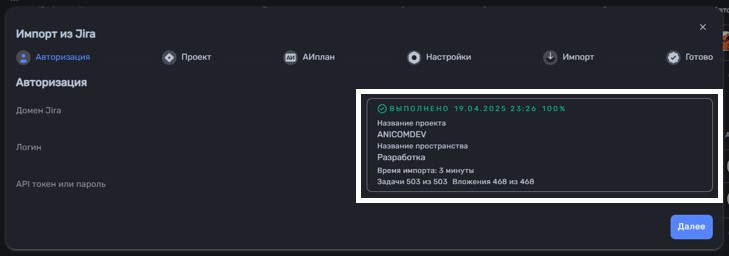 Импорт из Jira
Авторизация
Проект
АИ
АИплан
Настройки
Импорт
Готово
Авторизация
Домен Jira
Логин
API токен или пароль
ВЫПОЛНЕНО 19.04.2025 23:26 100%
Название проекта
ANICOMDEV
Название пространства
Разработка
Время импорта: 3 минуты
Задачи 503 из 503 Вложения 468 из 468
Далее